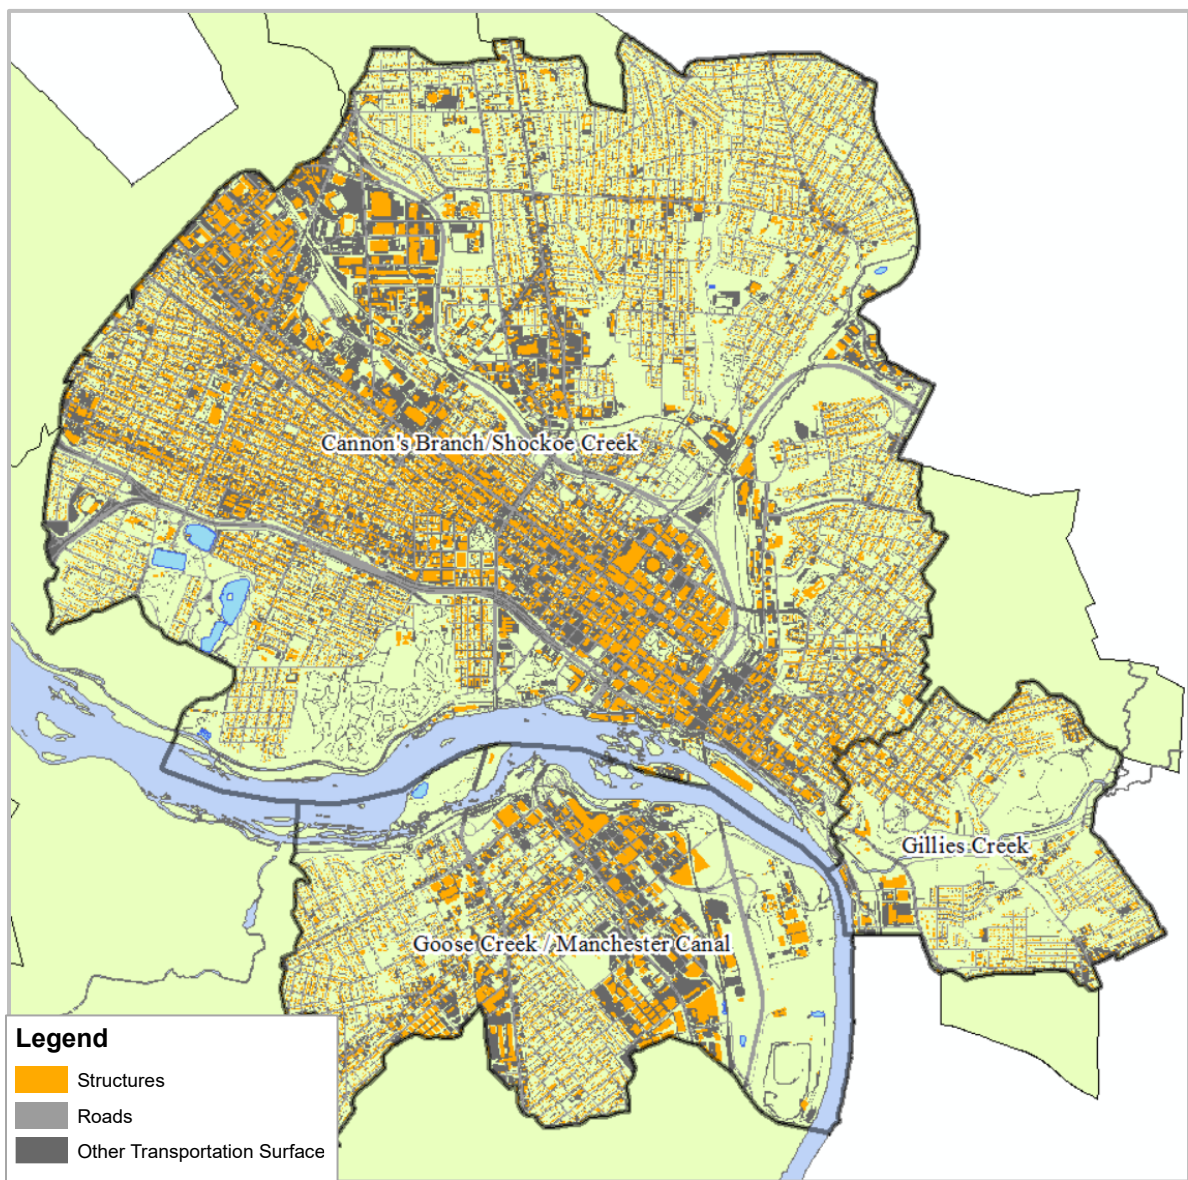 Cannon's Branch/Shockoe Creek
Gillies Creek
Goose Creek / Manchester Canal
Legend
Structures
Roads
Other Transportation Surface